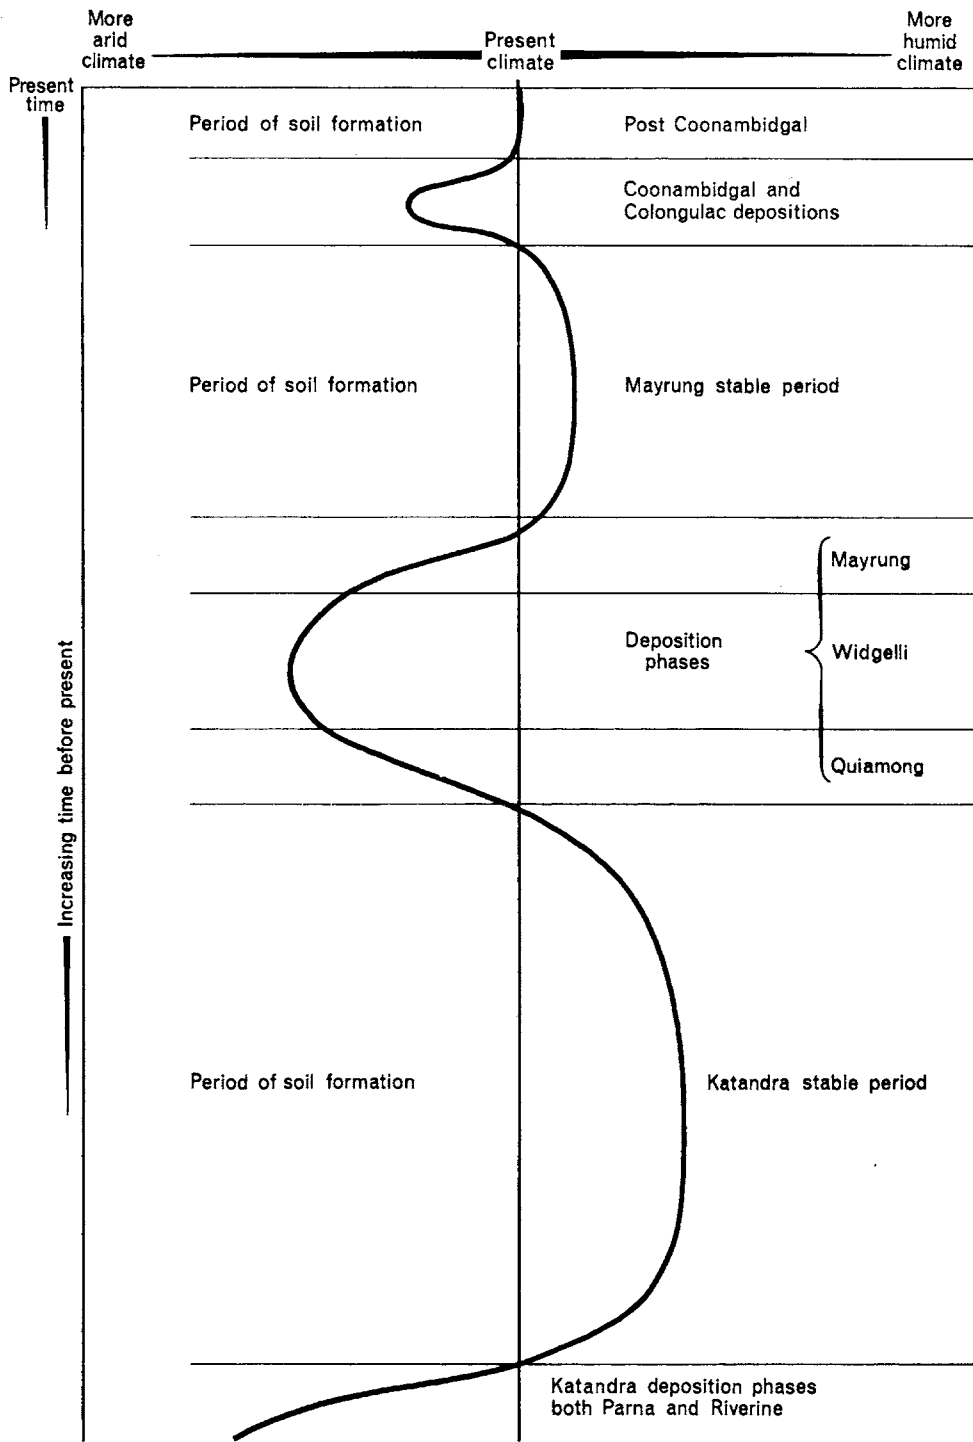 More
arid
climate
Present
climate
More
humid
climate
Present
time
Period of soil formation
Post Coonambidgal
Coonambidgal and
Colongulac depositions
Period of soil formation
Mayrung stable period
Mayrung
Deposition
phases
Widgelli
Quiamong
Increasing time before present
Period of soil formation
Katandra stable period
Katandra deposition phases
both Parna and Riverine